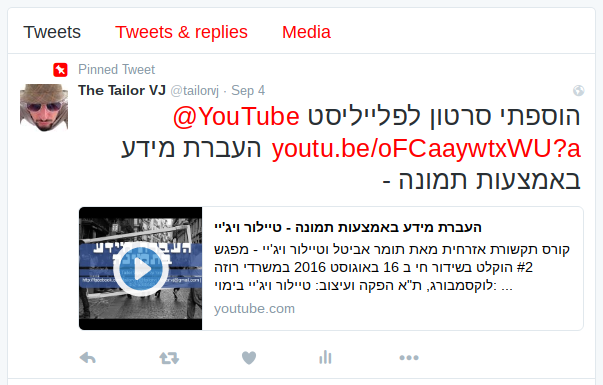 Tweets Tweets & replies Media
Pinned Tweet
The Tailor VJ @tailorvj · Sep 4
הוספתי סרטון לפלייליסט @YouTube
youtu.be/oFCaaywtxWU?a העברת מידע
באמצעות תמונה -
העברת מידע
בתמונה
העברת מידע באמצעות תמונה - טיילור ויג'יי
קורס תקשורת אזרחית מאת תומר אביטל וטיילור ויג'יי - מפגש
#2 הוקלט בשידור חי ב 16 באוגוסט 2016 במשרדי רוזה
לוקסמבורג, ת"א הפקה ועיצוב: טיילור ויג'יי בימוי: ...
youtube.com